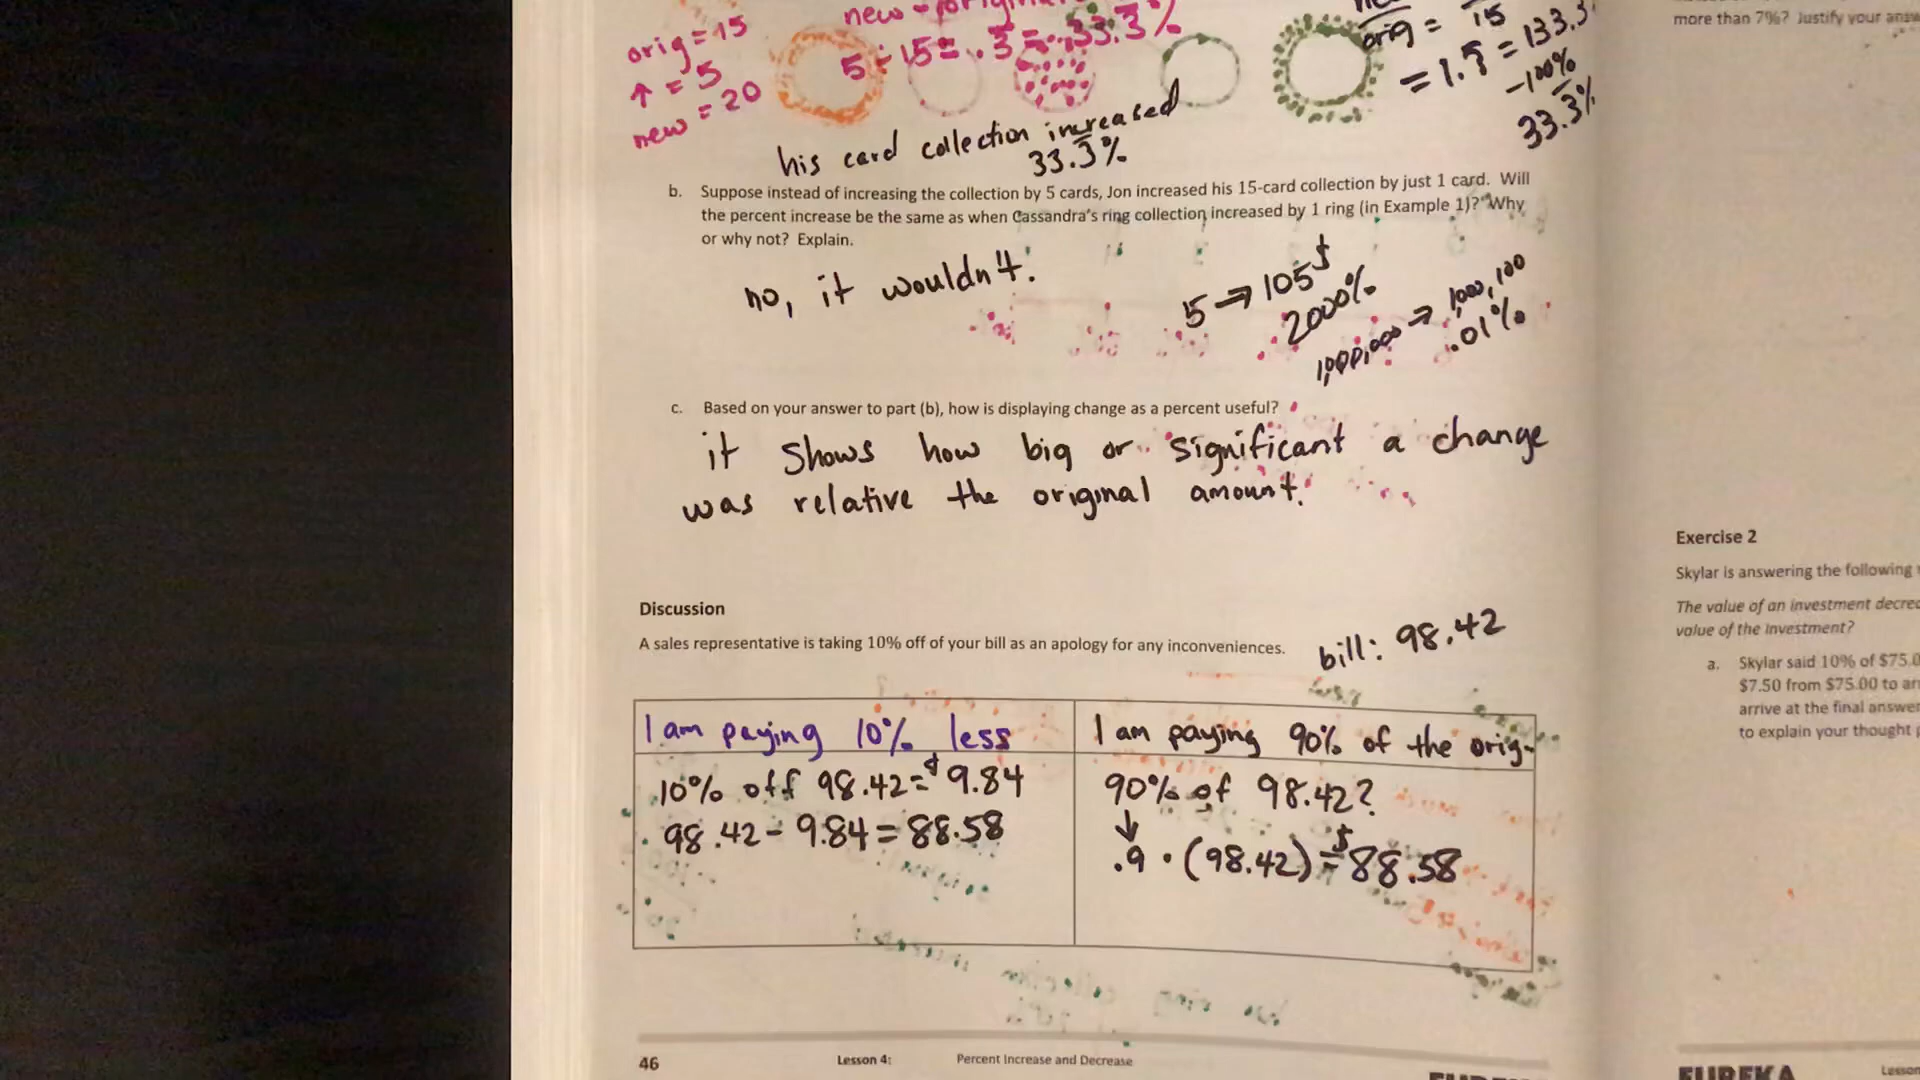 orig = 15
↑ = 5
new = 20
5 ÷ 15 = .3̅ = 33.3%
orig = 15
= 1.3̅ = 133.3
-100%
33.3%
his card collection increased
33.3%
b. Suppose instead of increasing the collection by 5 cards, Jon increased his 15-card collection by just 1 card. Will
the percent increase be the same as when Cassandra's ring collection increased by 1 ring (in Example 1)? Why
or why not? Explain.
no, it wouldn't.
5 → 105
2000%
1,000,000 → 1,000,100
.01%
c. Based on your answer to part (b), how is displaying change as a percent useful?
it shows how big or significant a change
was relative the original amount.
Discussion
A sales representative is taking 10% off of your bill as an apology for any inconveniences.
bill: 98.42
I am paying 10% less
10% off 98.42 = $9.84
98.42 - 9.84 = 88.58
I am paying 90% of the orig.
90% of 98.42?
↓
.9 · (98.42) = $88.58
46 Lesson 4: Percent Increase and Decrease
more than 7%? Justify your
Exercise 2
Skylar is answering the following
The value of an investment
value of the investment?
a. Skylar said 10% of $75.0
$7.50 from $75.00 to
arrive at the final answer
to explain your thought
EUREKA
Lesson